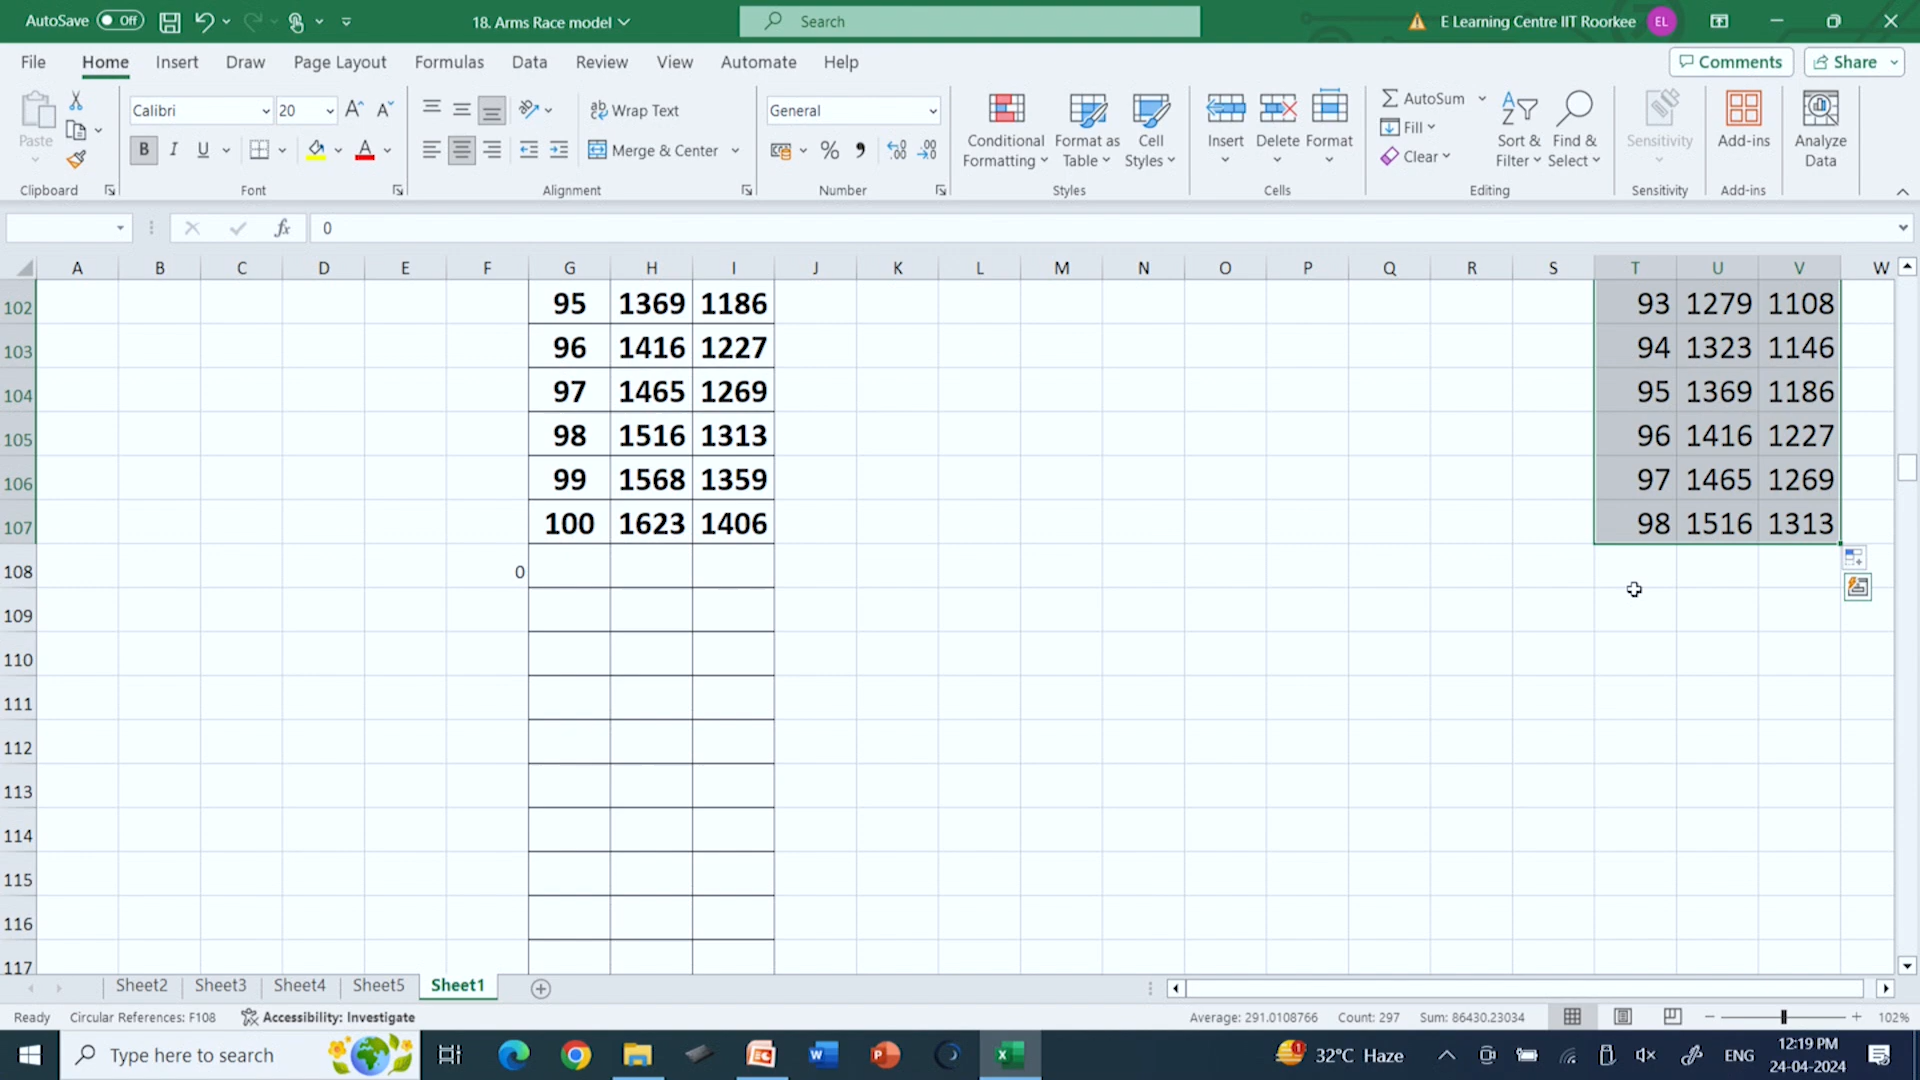 AutoSave Off 18. Arms Race model Search E Learning Centre IIT Roorkee EL
File Home Insert Draw Page Layout Formulas Data Review View Automate Help Comments Share
Paste Calibri 20 Wrap Text General Conditional Formatting Format as Table Cell Styles Insert Delete Format AutoSum Fill Clear Sort & Filter Find & Select Sensitivity Add-ins Analyze Data
B I U Merge & Center
Clipboard Font Alignment Number Styles Cells Editing Sensitivity Add-ins
fx 0
A B C D E F G H I J K L M N O P Q R S T U V W
102 95 1369 1186 93 1279 1108
103 96 1416 1227 94 1323 1146
104 97 1465 1269 95 1369 1186
105 98 1516 1313 96 1416 1227
106 99 1568 1359 97 1465 1269
107 100 1623 1406 98 1516 1313
108 0
109
110
111
112
113
114
115
116
117
Sheet2 Sheet3 Sheet4 Sheet5 Sheet1
Ready Circular References: F108 Accessibility: Investigate Average: 291.0108766 Count: 297 Sum: 86430.23034 102%
Type here to search 32°C Haze ENG 12:19 PM
24-04-2024